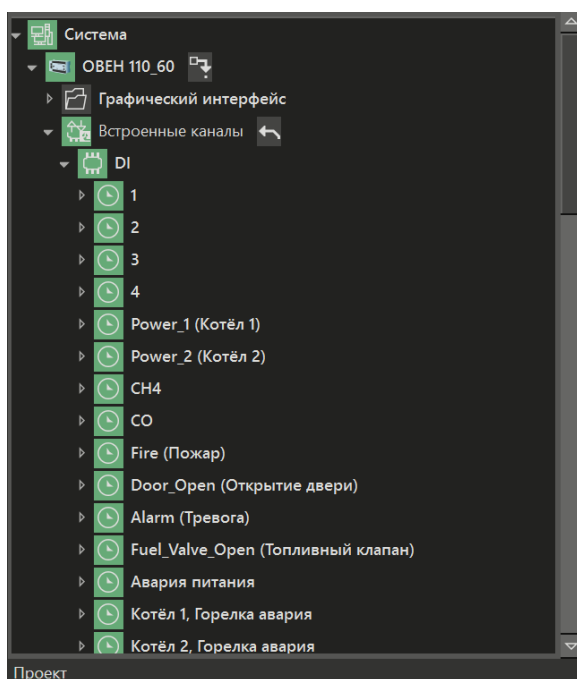 Система
ОВЕН 110_60
Графический интерфейс
Встроенные каналы
DI
1
2
3
4
Power_1 (Котёл 1)
Power_2 (Котёл 2)
CH4
CO
Fire (Пожар)
Door_Open (Открытие двери)
Alarm (Тревога)
Fuel_Valve_Open (Топливный клапан)
Авария питания
Котёл 1, Горелка авария
Котёл 2, Горелка авария
Проект